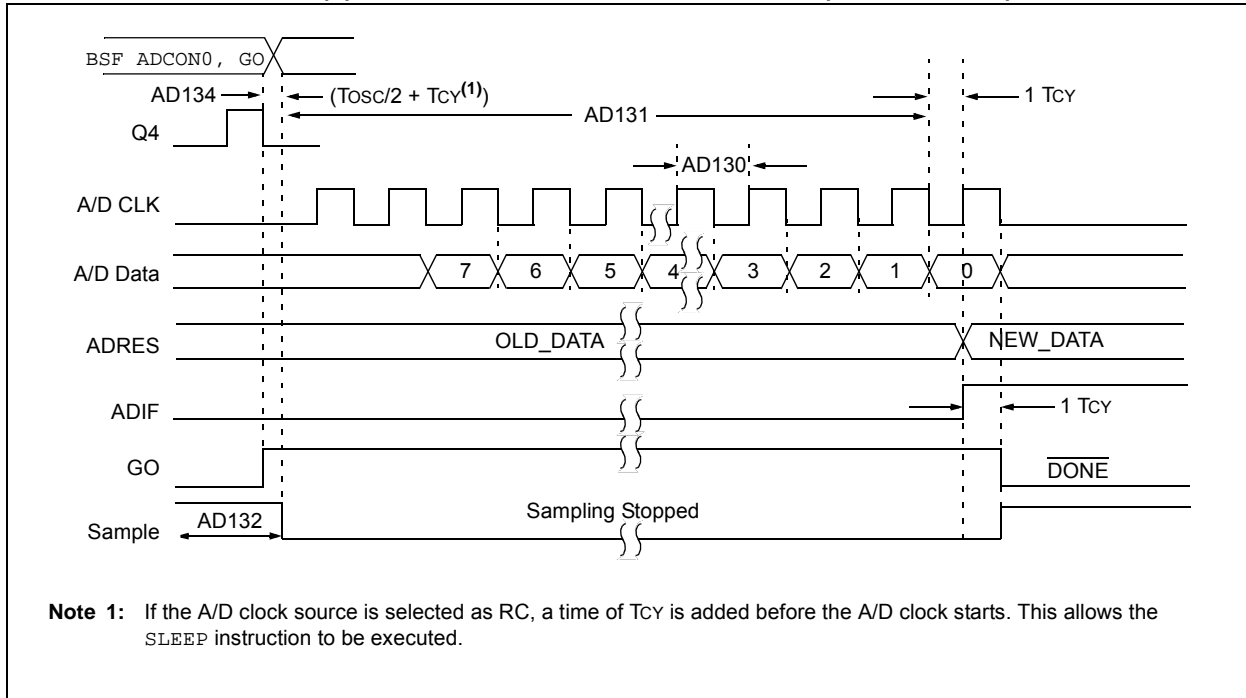 BSF ADCON0, GO
AD134 (TOSC/2 + TCY(1)) 1 TCY
AD131
Q4
AD130
A/D CLK
A/D Data 7 6 5 4 3 2 1 0
ADRES OLD_DATA NEW_DATA
ADIF 1 TCY
GO DONE
Sample AD132 Sampling Stopped
Note 1: If the A/D clock source is selected as RC, a time of TCY is added before the A/D clock starts. This allows the
SLEEP instruction to be executed.